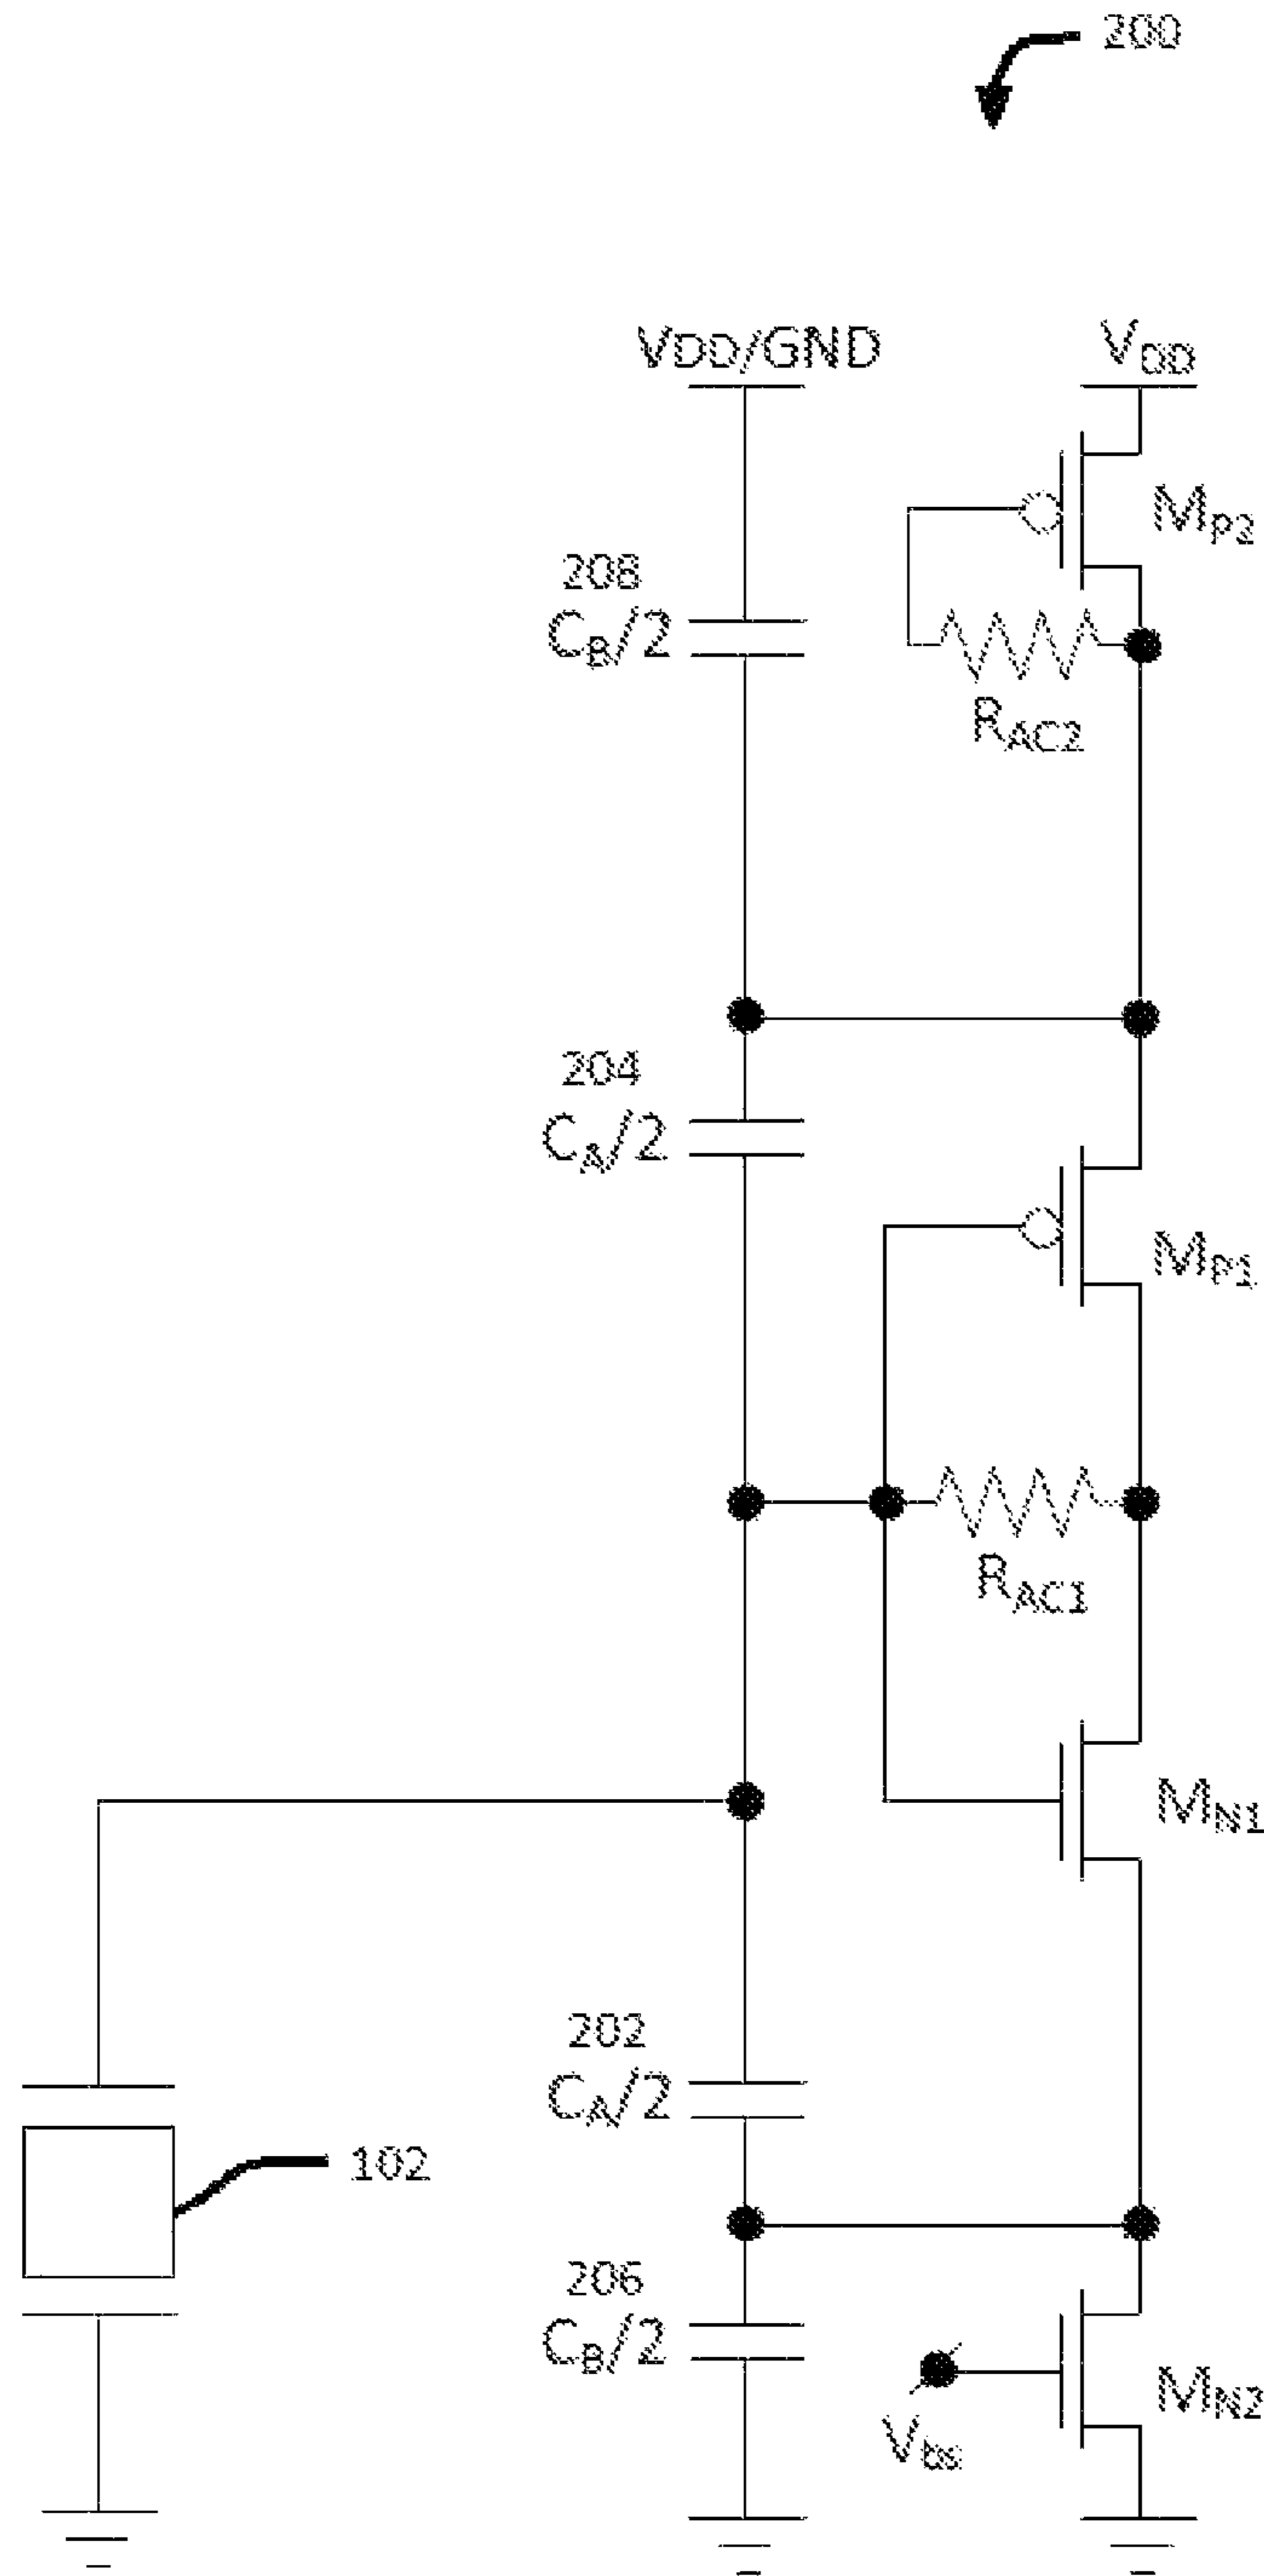 200
VDD/GND
VDD
MP2
208
CB/2
RAC2
204
CA/2
MP1
RAC1
MN1
202
CA/2
102
206
CB/2
MN2
Vbs